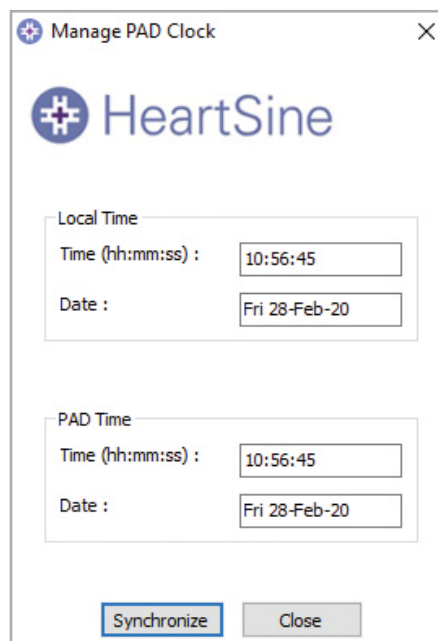 Manage PAD Clock
HeartSine
Local Time
Time (hh:mm:ss) : 10:56:45
Date : Fri 28-Feb-20
PAD Time
Time (hh:mm:ss) : 10:56:45
Date : Fri 28-Feb-20
Synchronize Close